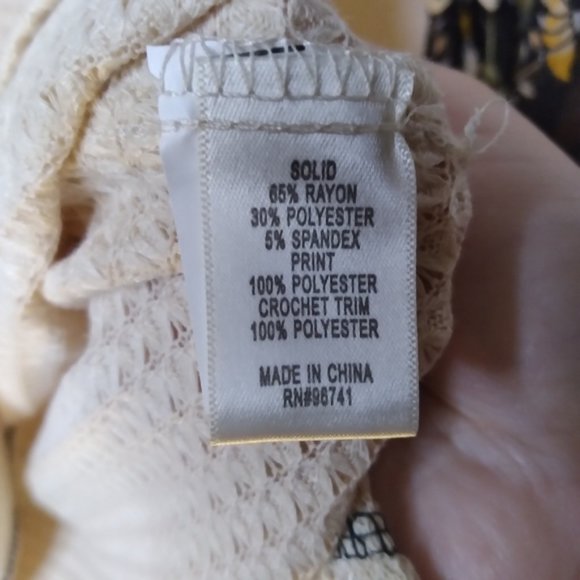 SOLID
65% RAYON
30% POLYESTER
5% SPANDEX
PRINT
100% POLYESTER
CROCHET TRIM
100% POLYESTER
MADE IN CHINA
RN#96741